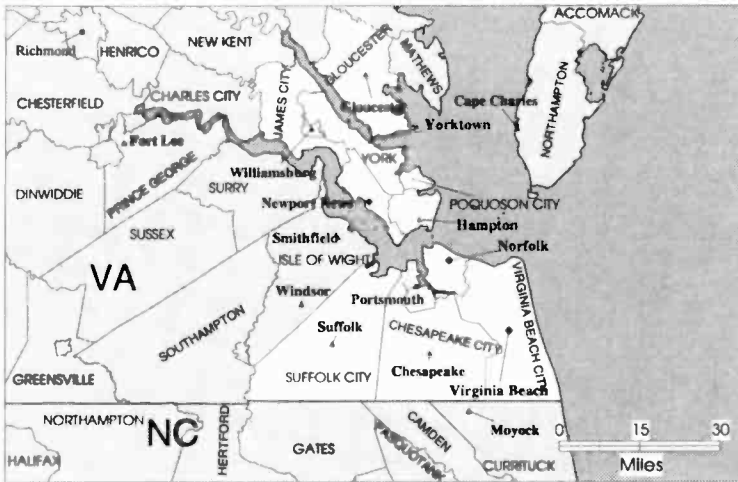 ACCOMACK
NEW KENT
GLOUCESTER
MATHEWS
Richmond
HENRICO
CHESTERFIELD
CHARLES CITY
JAMES CITY
Gloucester
Cape Charles
NORTHAMPTON
Yorktown
Fort Lee
YORK
Williamsburg
PRINCE GEORGE
DINWIDDIE
SURRY
Newport News
POQUOSON CITY
Hampton
SUSSEX
Smithfield
Norfolk
ISLE OF WIGHT
VA
Windsor
Portsmouth
VIRGINIA BEACH CITY
SOUTHAMPTON
Suffolk
CHESAPEAKE CITY
GREENSVILLE
SUFFOLK CITY
Chesapeake
Virginia Beach
NORTHAMPTON
NC
HERTFORD
GATES
PASQUOTANK
CAMDEN
Moyock
HALIFAX
CURRITUCK
0 15 30
Miles